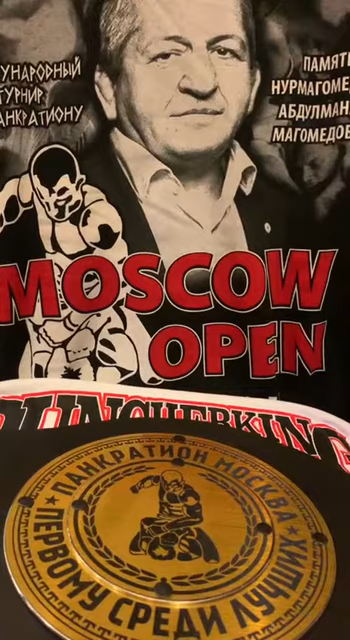 УНАРОДНЫЙ
ТУРНИР
АНКРАТИОНУ
ПАМЯТ
НУРМАГОМЕ
АБДУЛМАН
МАГОМЕДОВ
MOSCOW
OPEN
ПАНКРАТИОН МОСКВА
ПЕРВОМУ СРЕДИ ЛУЧШИХ